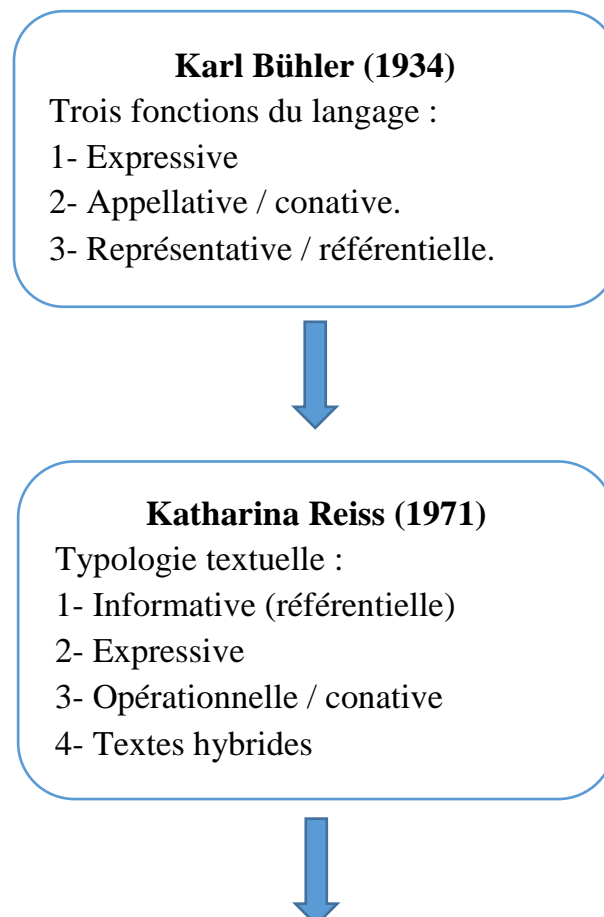 Karl Bühler (1934)
Trois fonctions du langage :
1- Expressive
2- Appellative / conative.
3- Représentative / référentielle.
Katharina Reiss (1971)
Typologie textuelle :
1- Informative (référentielle)
2- Expressive
3- Opérationnelle / conative
4- Textes hybrides